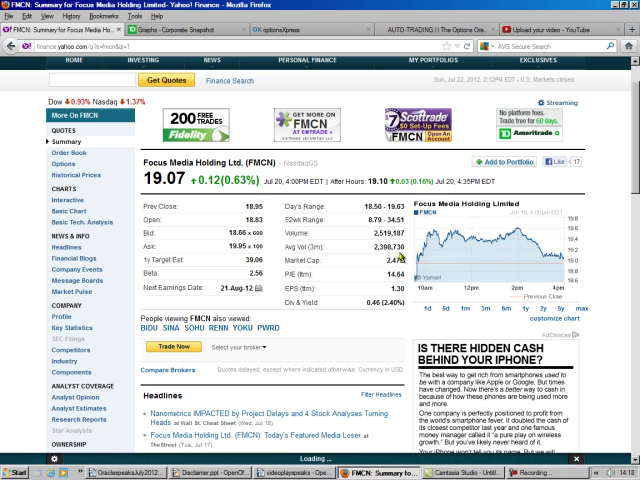 FMCN: Summary for Focus Media Holding Limited- Yahoo! Finance - Mozilla Firefox
File Edit View History Bookmarks Tools Help
FMCN: Summary for Focus Media Ho...
Graphs - Corporate Snapshot
optionsXpress
AUTO-TRADING || The Options Ora...
Upload your video - YouTube
finance.yahoo.com/q?s=fmcn&ql=1
AVG Secure Search
HOME INVESTING NEWS PERSONAL FINANCE MY PORTFOLIOS EXCLUSIVES
Get Quotes
Finance Search
Sun, Jul 22, 2012, 2:12PM EDT - U.S. Markets closed
Dow 0.93% Nasdaq 1.37%
Streaming
More On FMCN
QUOTES
Summary
Order Book
Options
Historical Prices
CHARTS
Interactive
Basic Chart
Basic Tech. Analysis
NEWS & INFO
Headlines
Financial Blogs
Company Events
Message Boards
Market Pulse
COMPANY
Profile
Key Statistics
SEC Filings
Competitors
Industry
Components
ANALYST COVERAGE
Analyst Opinion
Analyst Estimates
Research Reports
Star Analysts
OWNERSHIP
200 FREE TRADES
Fidelity
GET MORE ON
FMCN
AT E*TRADE
Scottrade
$7
$0 Set-Up Fees
FMCN
Open An Account
No platform fees.
Trade free for 60 days.
Ameritrade
Focus Media Holding Ltd. (FMCN) - NasdaqGS
Add to Portfolio
Like 17
19.07 0.12(0.63%) Jul 20, 4:00PM EDT | After Hours: 19.10 0.03 (0.16%) Jul 20, 4:35PM EDT
Prev Close: 18.95
Open: 18.83
Bid: 18.66 x 600
Ask: 19.95 x 100
1y Target Est: 39.06
Beta: 2.56
Next Earnings Date: 21-Aug-12
Day's Range: 18.50 - 19.63
52wk Range: 8.79 - 34.51
Volume: 2,519,187
Avg Vol (3m): 2,398,730
Market Cap: 2.47
P/E (ttm): 14.64
EPS (ttm): 1.30
Div & Yield: 0.46 (2.40%)
Focus Media Holding Limited
FMCN
Jul 18, 4:00pm EDT
19.8
19.6
19.4
19.2
19.0
18.8
Yahoo!
10am 12pm 2pm 4pm
Previous Close
1d 5d 1m 3m 6m 1y 2y 5y max
customize chart
People viewing FMCN also viewed:
BIDU SINA SOHU RENN YOKU PWRD
Trade Now
Select your broker
Compare Brokers
Quotes delayed, except where indicated otherwise. Currency in USD.
Headlines
Filter Headlines
Nanometrics IMPACTED by Project Delays and 4 Stock Analyses Turning
Heads at Wall St. Cheat Sheet (Wed, Jul 18)
Focus Media Holding Ltd. (FMCN): Today's Featured Media Loser at
TheStreet (Tue, Jul 17)
AdChoices
IS THERE HIDDEN CASH
BEHIND YOUR IPHONE?
The best way to get rich from smartphones used to
be with a company like Apple or Google. But times
have changed. Now there's a better way to cash in
because of how these phones are being used more
and more.
One company is perfectly positioned to profit from
the world's smartphone fever. It doubled the cash
of its closest competitor last year and one famous
money manager called it "a pure play on wireless
growth." But you've likely never heard of it.
Loading ...
Start
OraclespeaksJuly2012...
Daclaimer.ppt - OpenOf...
videoplayspeaks - Ope...
FMCN: Summary fo...
Camtasia Studio - Untitl...
Recording...
14:18